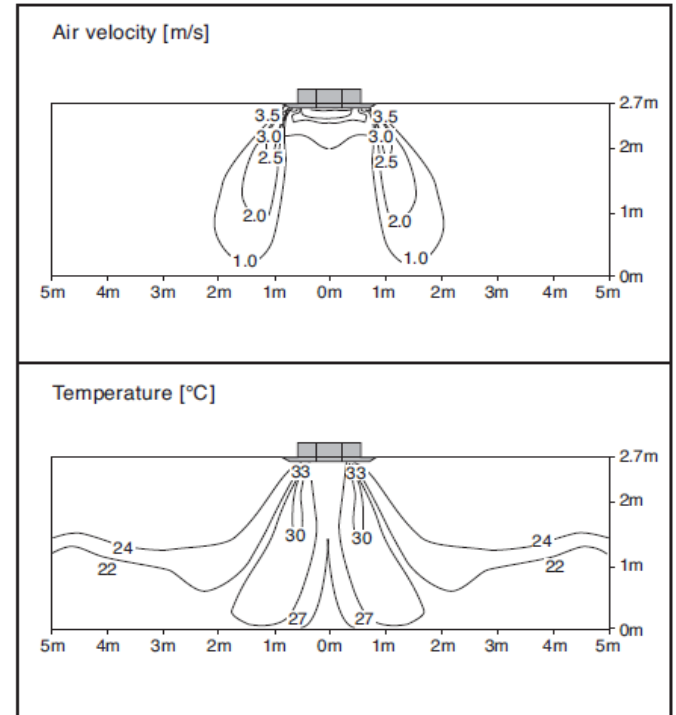 Air velocity [m/s]
2.7m
3.5 3.5
3.0 3.0
2m
2.5 2.5
1m
2.0 2.0
1.0 1.0
0m
5m 4m 3m 2m 1m 0m 1m 2m 3m 4m 5m
Temperature [°C]
2.7m
33 33
2m
30 30
24 24
22 22
1m
27 27
0m
5m 4m 3m 2m 1m 0m 1m 2m 3m 4m 5m